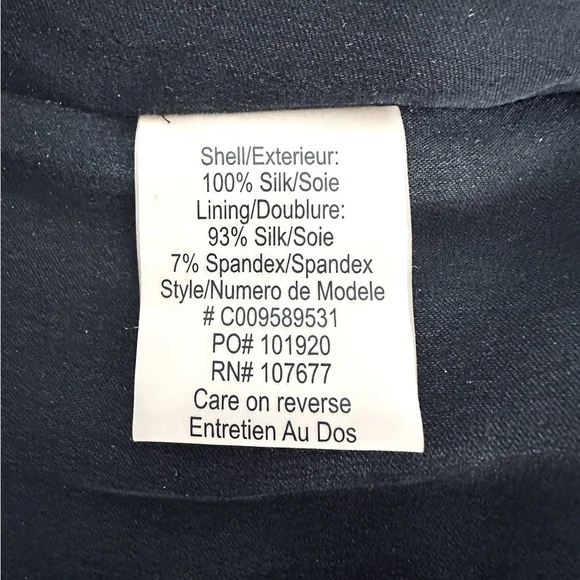 Shell/Exterieur:
100% Silk/Soie
Lining/Doublure:
93% Silk/Soie
7% Spandex/Spandex
Style/Numero de Modele
# C009589531
PO# 101920
RN# 107677
Care on reverse
Entretien Au Dos